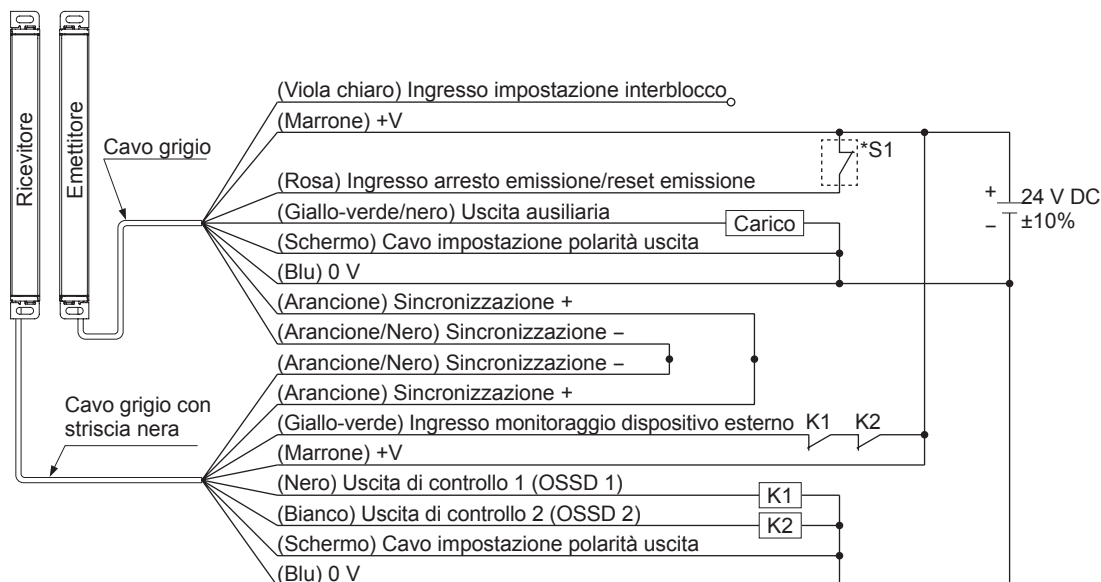 Ricevitore
Emettitore
Cavo grigio
(Viola chiaro) Ingresso impostazione interblocco
(Marrone) +V
*S1
(Rosa) Ingresso arresto emissione/reset emissione
(Giallo-verde/nero) Uscita ausiliaria
Carico
(Schermo) Cavo impostazione polarità uscita
(Blu) 0 V
+
−
24 V DC
±10%
(Arancione) Sincronizzazione +
(Arancione/Nero) Sincronizzazione −
(Arancione/Nero) Sincronizzazione −
(Arancione) Sincronizzazione +
Cavo grigio con
striscia nera
(Giallo-verde) Ingresso monitoraggio dispositivo esterno K1 K2
(Marrone) +V
(Nero) Uscita di controllo 1 (OSSD 1)
K1
(Bianco) Uscita di controllo 2 (OSSD 2)
K2
(Schermo) Cavo impostazione polarità uscita
(Blu) 0 V